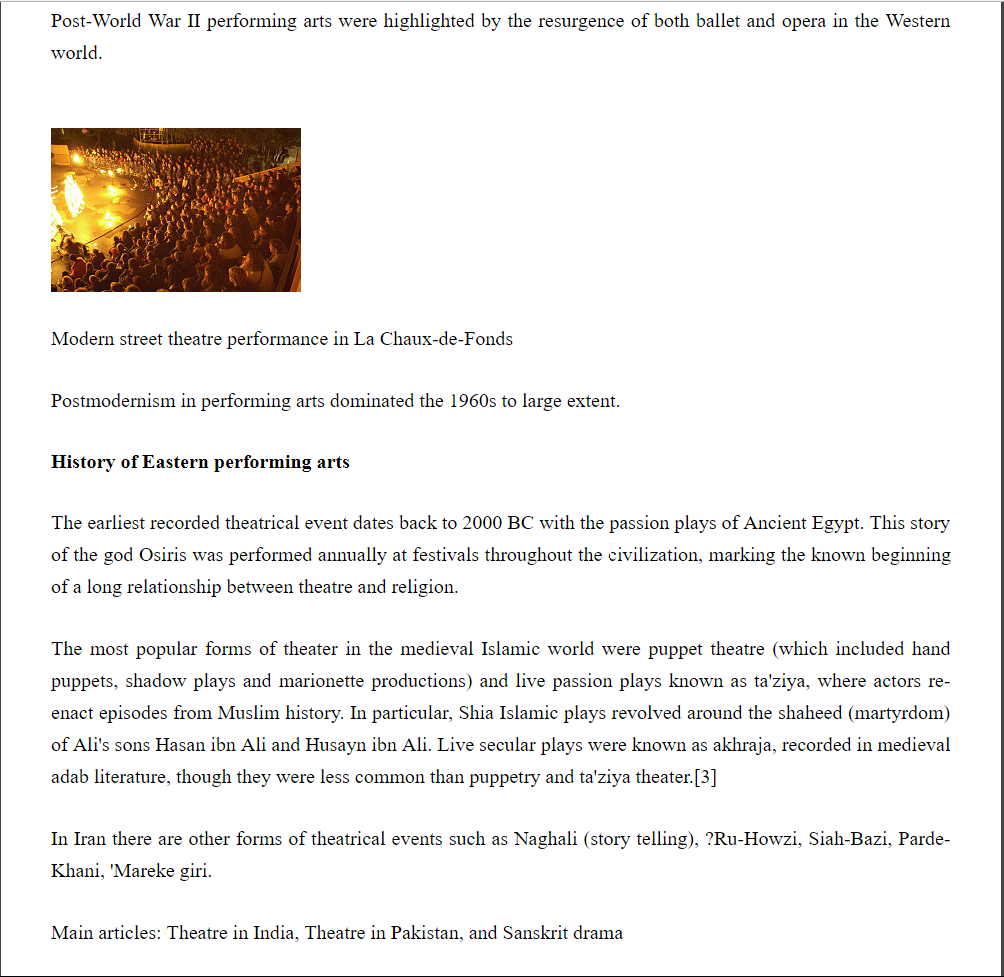 Post-World War II performing arts were highlighted by the resurgence of both ballet and opera in the Western
world.
Modern street theatre performance in La Chaux-de-Fonds
Postmodernism in performing arts dominated the 1960s to large extent.
History of Eastern performing arts
The earliest recorded theatrical event dates back to 2000 BC with the passion plays of Ancient Egypt. This story
of the god Osiris was performed annually at festivals throughout the civilization, marking the known beginning
of a long relationship between theatre and religion.
The most popular forms of theater in the medieval Islamic world were puppet theatre (which included hand
puppets, shadow plays and marionette productions) and live passion plays known as ta'ziya, where actors re-
enact episodes from Muslim history. In particular, Shia Islamic plays revolved around the shaheed (martyrdom)
of Ali's sons Hasan ibn Ali and Husayn ibn Ali. Live secular plays were known as akhraja, recorded in medieval
adab literature, though they were less common than puppetry and ta'ziya theater.[3]
In Iran there are other forms of theatrical events such as Naghali (story telling), ?Ru-Howzi, Siah-Bazi, Parde-
Khani, 'Mareke giri.
Main articles: Theatre in India, Theatre in Pakistan, and Sanskrit drama